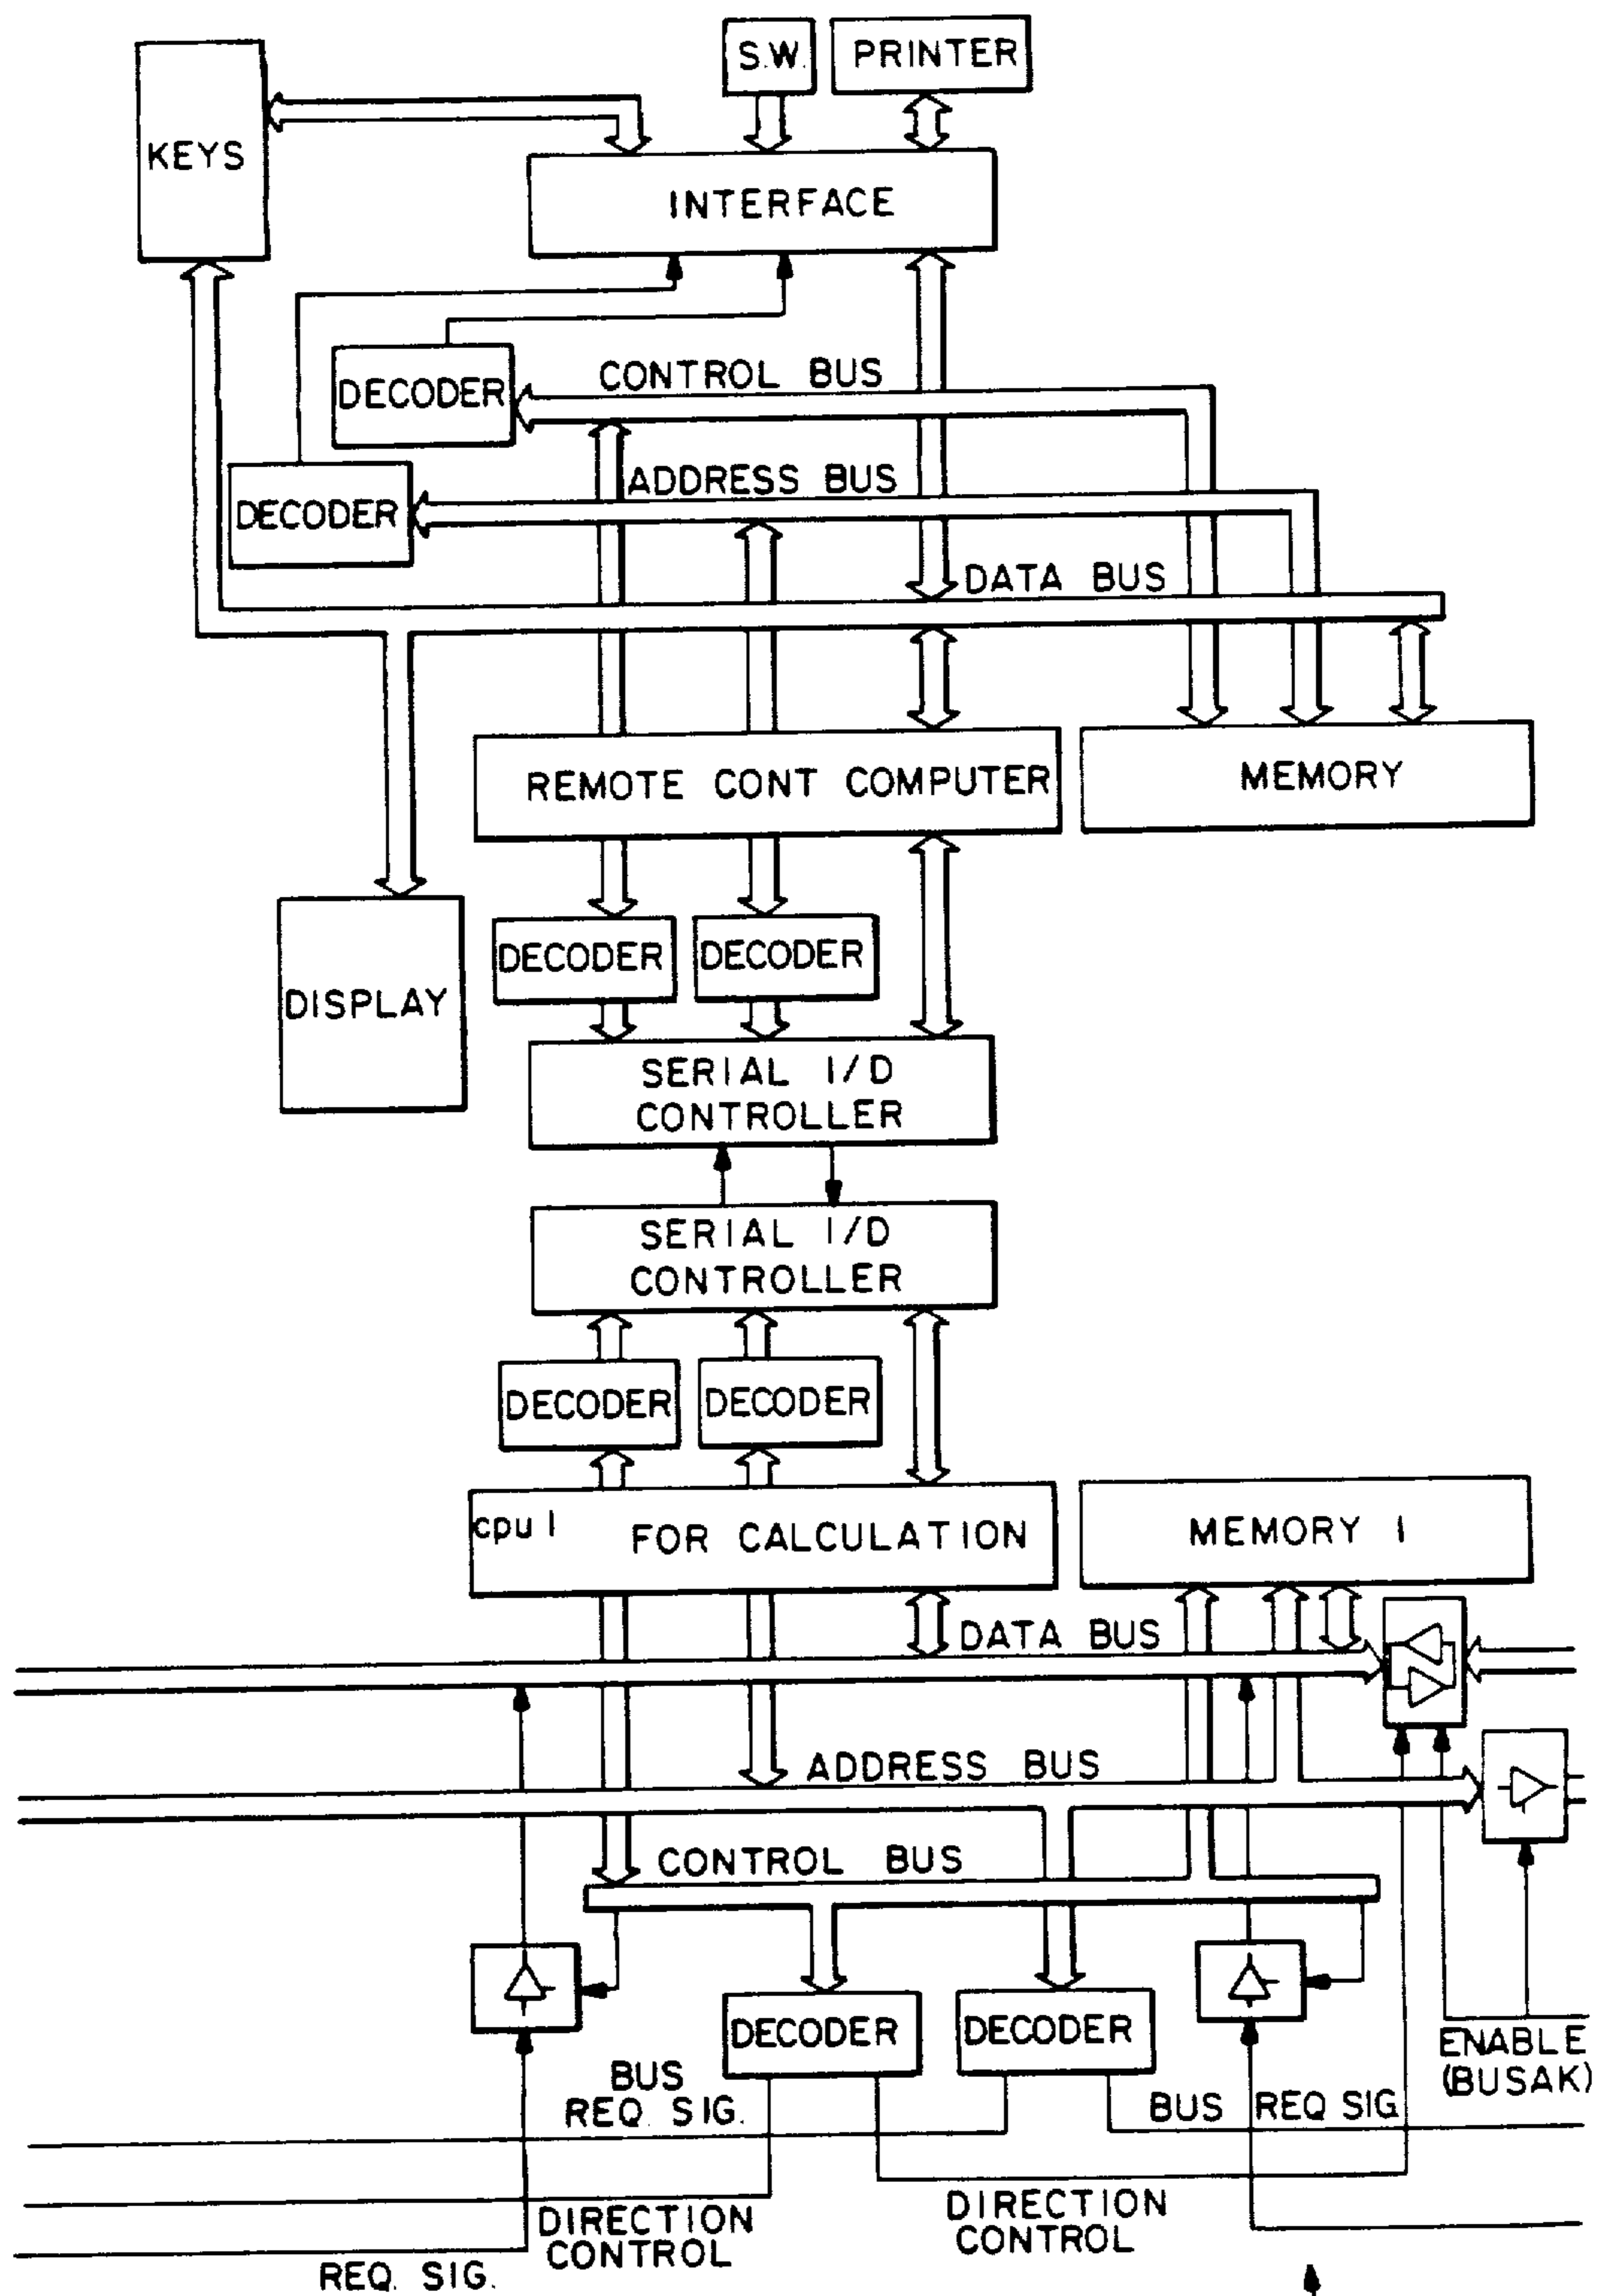 S.W.
PRINTER
KEYS
INTERFACE
DECODER
CONTROL BUS
DECODER
ADDRESS BUS
DATA BUS
REMOTE CONT COMPUTER
MEMORY
DECODER
DECODER
DISPLAY
SERIAL I/D
CONTROLLER
SERIAL I/D
CONTROLLER
DECODER
DECODER
cpu 1
FOR CALCULATION
MEMORY 1
DATA BUS
ADDRESS BUS
CONTROL BUS
DECODER
DECODER
ENABLE
(BUSAK)
BUS
REQ. SIG.
BUS REQ SIG
DIRECTION
CONTROL
DIRECTION
CONTROL
REQ. SIG.